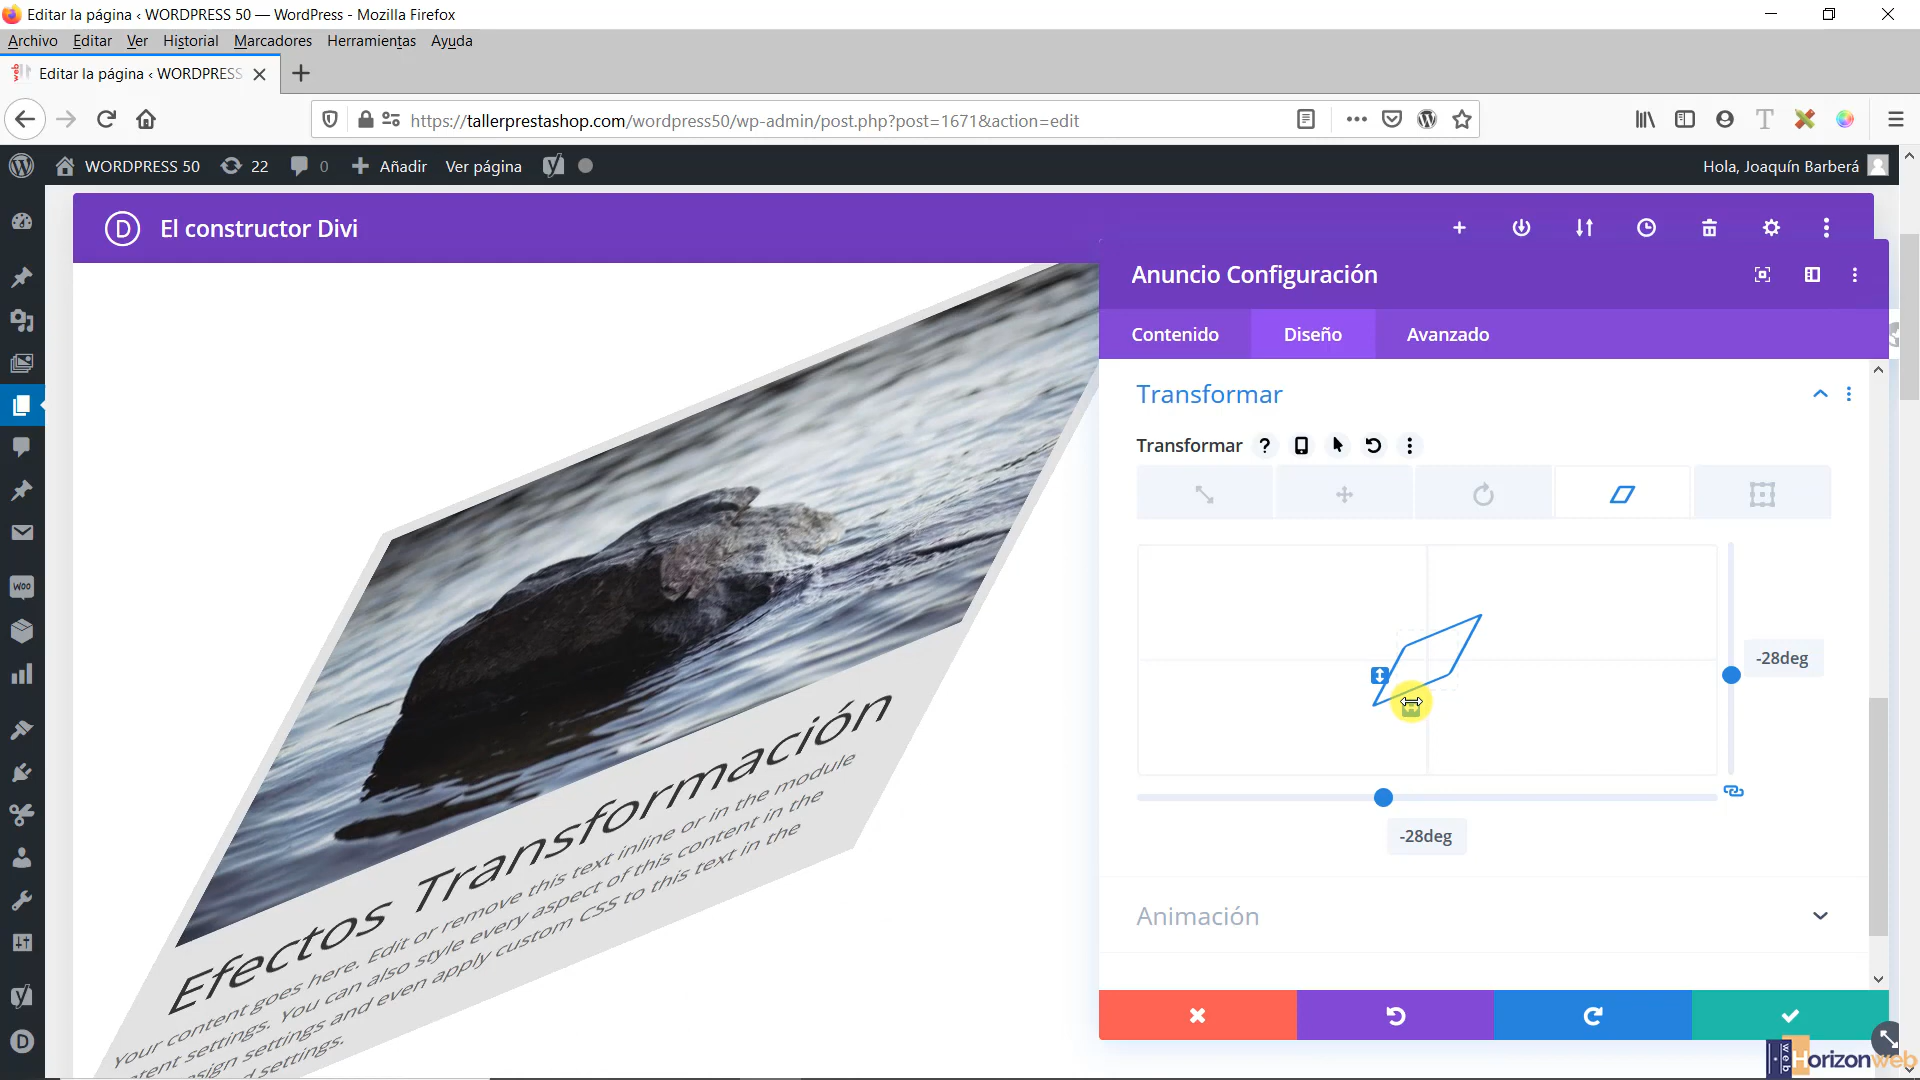 Editar la página ‹ WORDPRESS 50 — WordPress - Mozilla Firefox
Archivo Editar Ver Historial Marcadores Herramientas Ayuda
web Editar la página ‹ WORDPRESS
https://tallerprestashop.com/wordpress50/wp-admin/post.php?post=1671&action=edit
WORDPRESS 50 22 0 Añadir Ver página Hola, Joaquín Barberá
D El constructor Divi
Anuncio Configuración
Contenido Diseño Avanzado
Transformar
Transformar ?
-28deg
-28deg
Animación
Efectos Transformación
Your content goes here. Edit or remove this text inline or in the module
ent settings. You can also style every aspect of this content in the
sign settings and even apply custom CSS to this text in the
d settings.
WOO
D
web Horizonweb